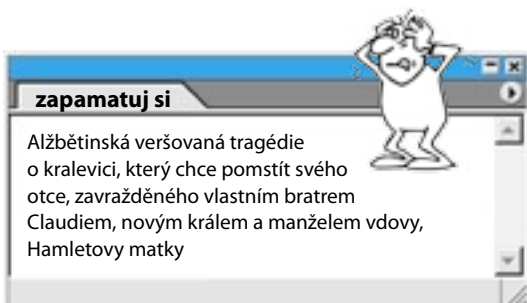 zapamatuj si
Alžbětinská veršovaná tragédie
o kralevici, který chce pomstít svého
otce, zavražděného vlastním bratrem
Claudiem, novým králem a manželem vdovy,
Hamletovy matky